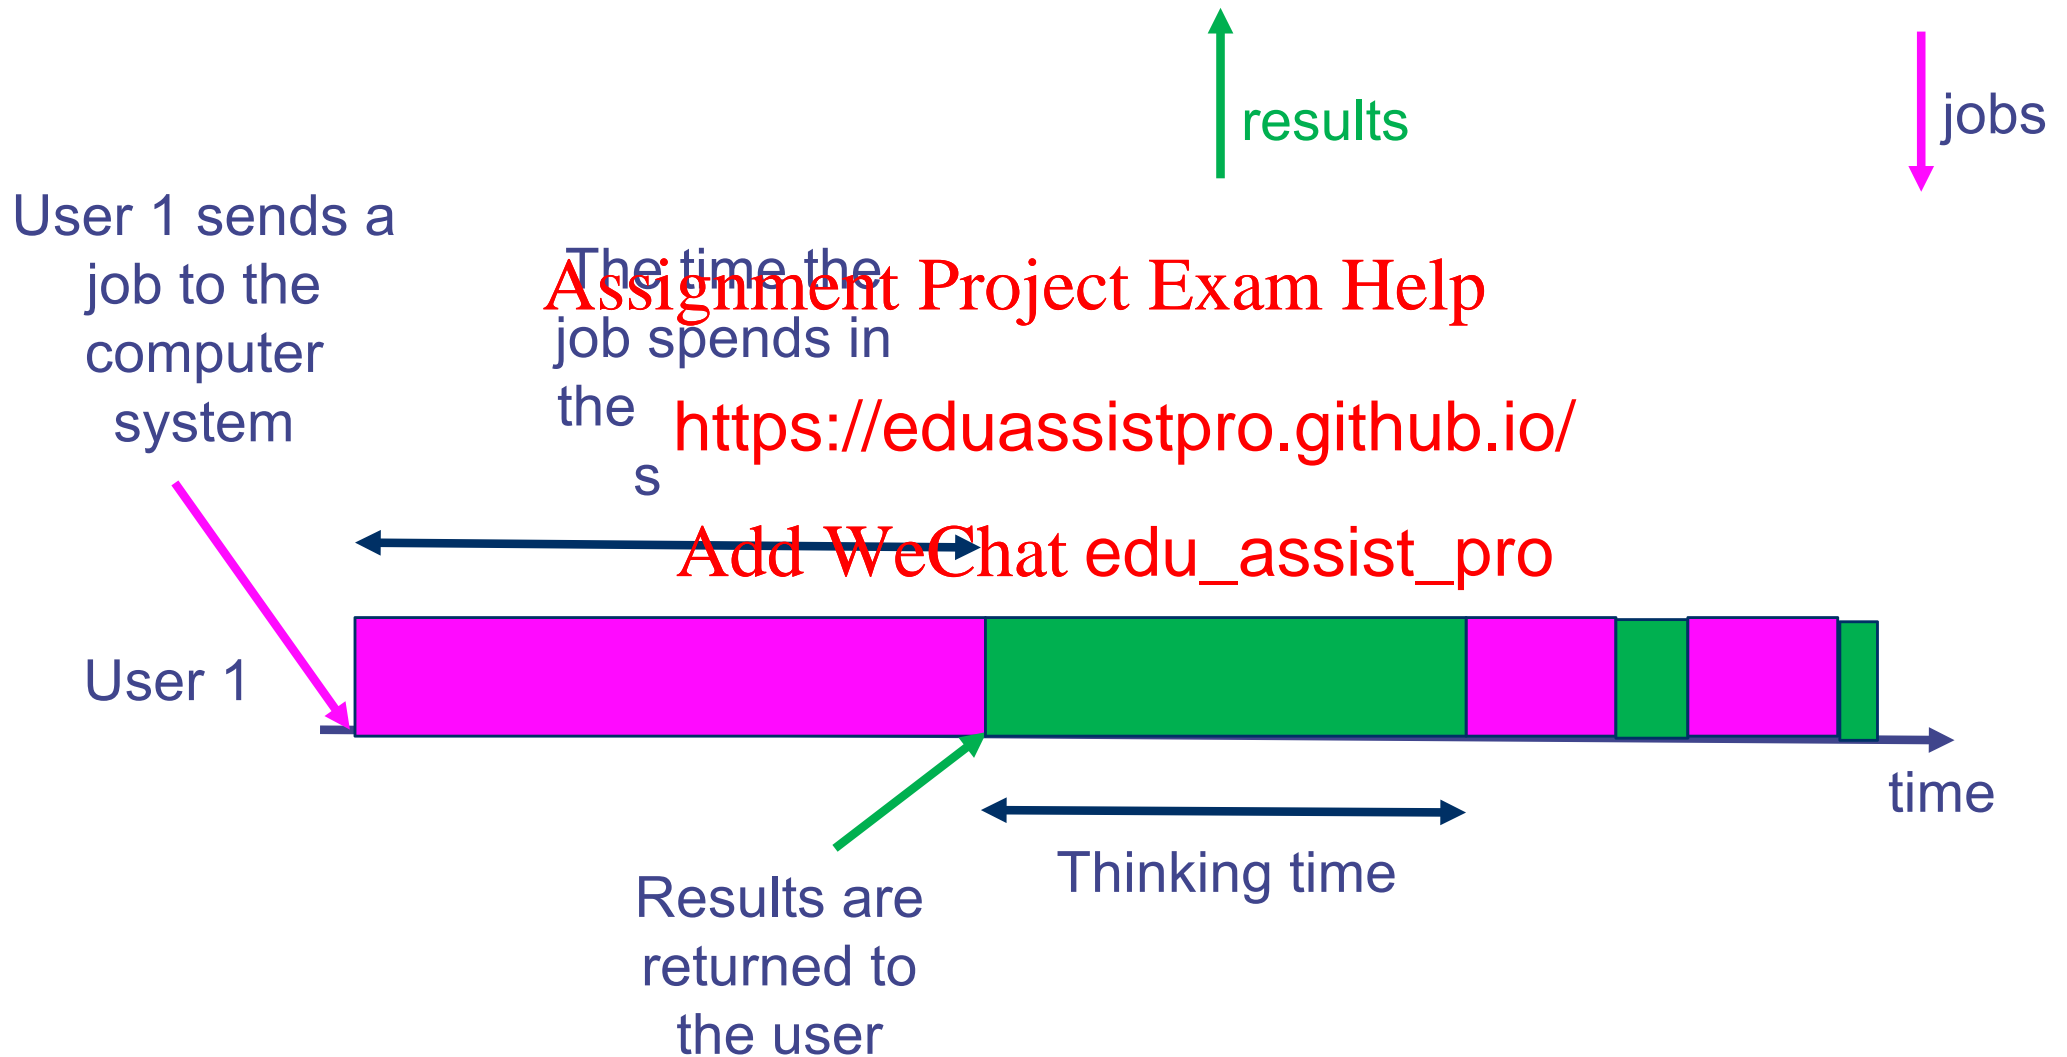 results
jobs
User 1 sends a
job to the
computer
system
The time the
job spends in
the
s
Assignment Project Exam Help
https://eduassistpro.github.io/
Add WeChat edu_assist_pro
User 1
time
Thinking time
Results are
returned to
the user